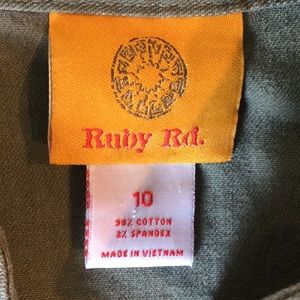 Ruby Rd.
10
98% COTTON
2% SPANDEX
MADE IN VIETNAM